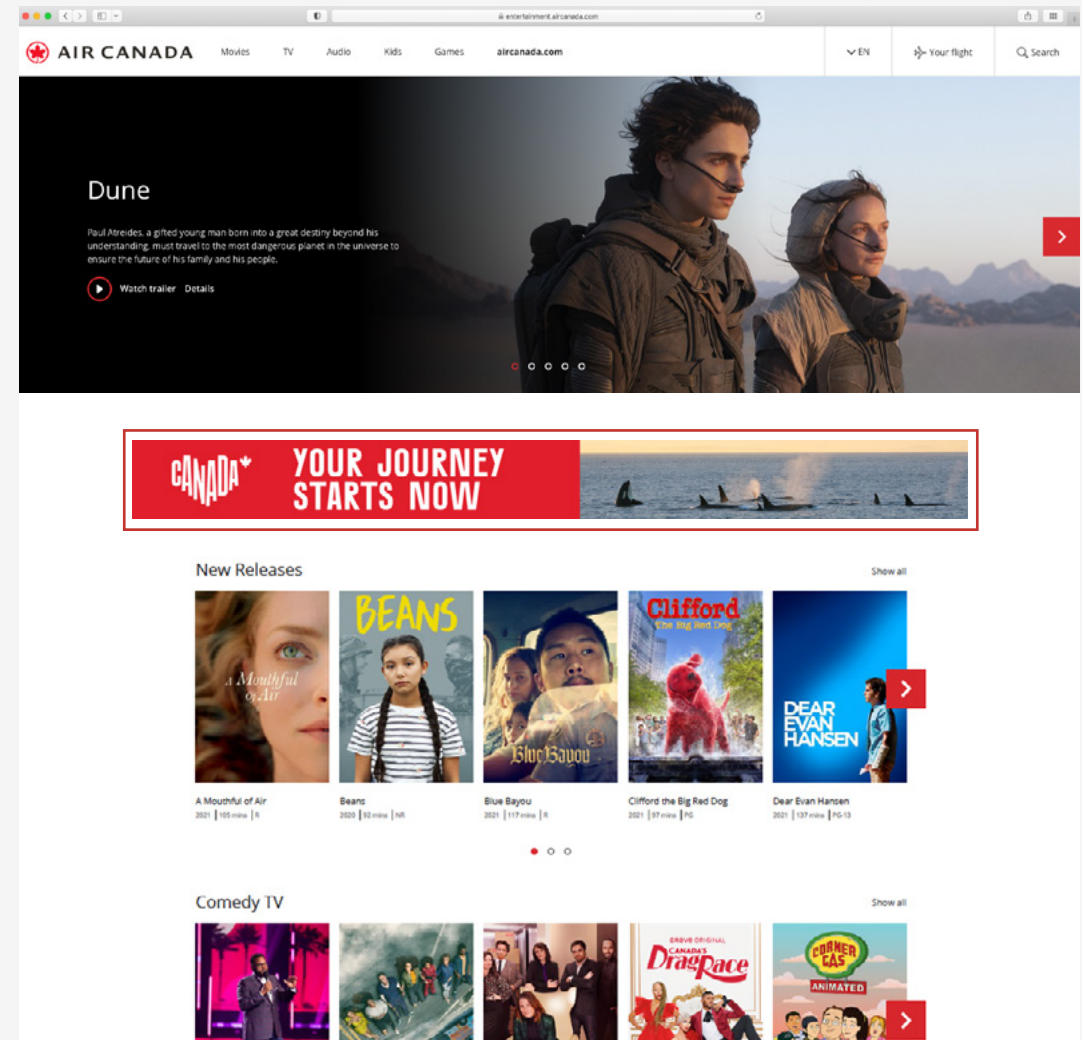 entertainment.aircanada.com
AIR CANADA Movies TV Audio Kids Games aircanada.com EN Your flight Search
Dune
Paul Atreides, a gifted young man born into a great destiny beyond his
understanding, must travel to the most dangerous planet in the universe to
ensure the future of his family and his people.
Watch trailer Details
CANADA
YOUR JOURNEY
STARTS NOW
New Releases Show all
A Mouthful
of Air
BEANS
Blue Bayou
Clifford
The Big Red Dog
DEAR
EVAN
HANSEN
A Mouthful of Air Beans Blue Bayou Clifford the Big Red Dog Dear Evan Hansen
2021 | 105 mins | R 2020 | 92 mins | NR 2021 | 117 mins | R 2021 | 97 mins | PG 2021 | 137 mins | PG-13
Comedy TV Show all
CRAVE ORIGINAL
CANADA'S
Drag Race
CORNER
GAS
ANIMATED